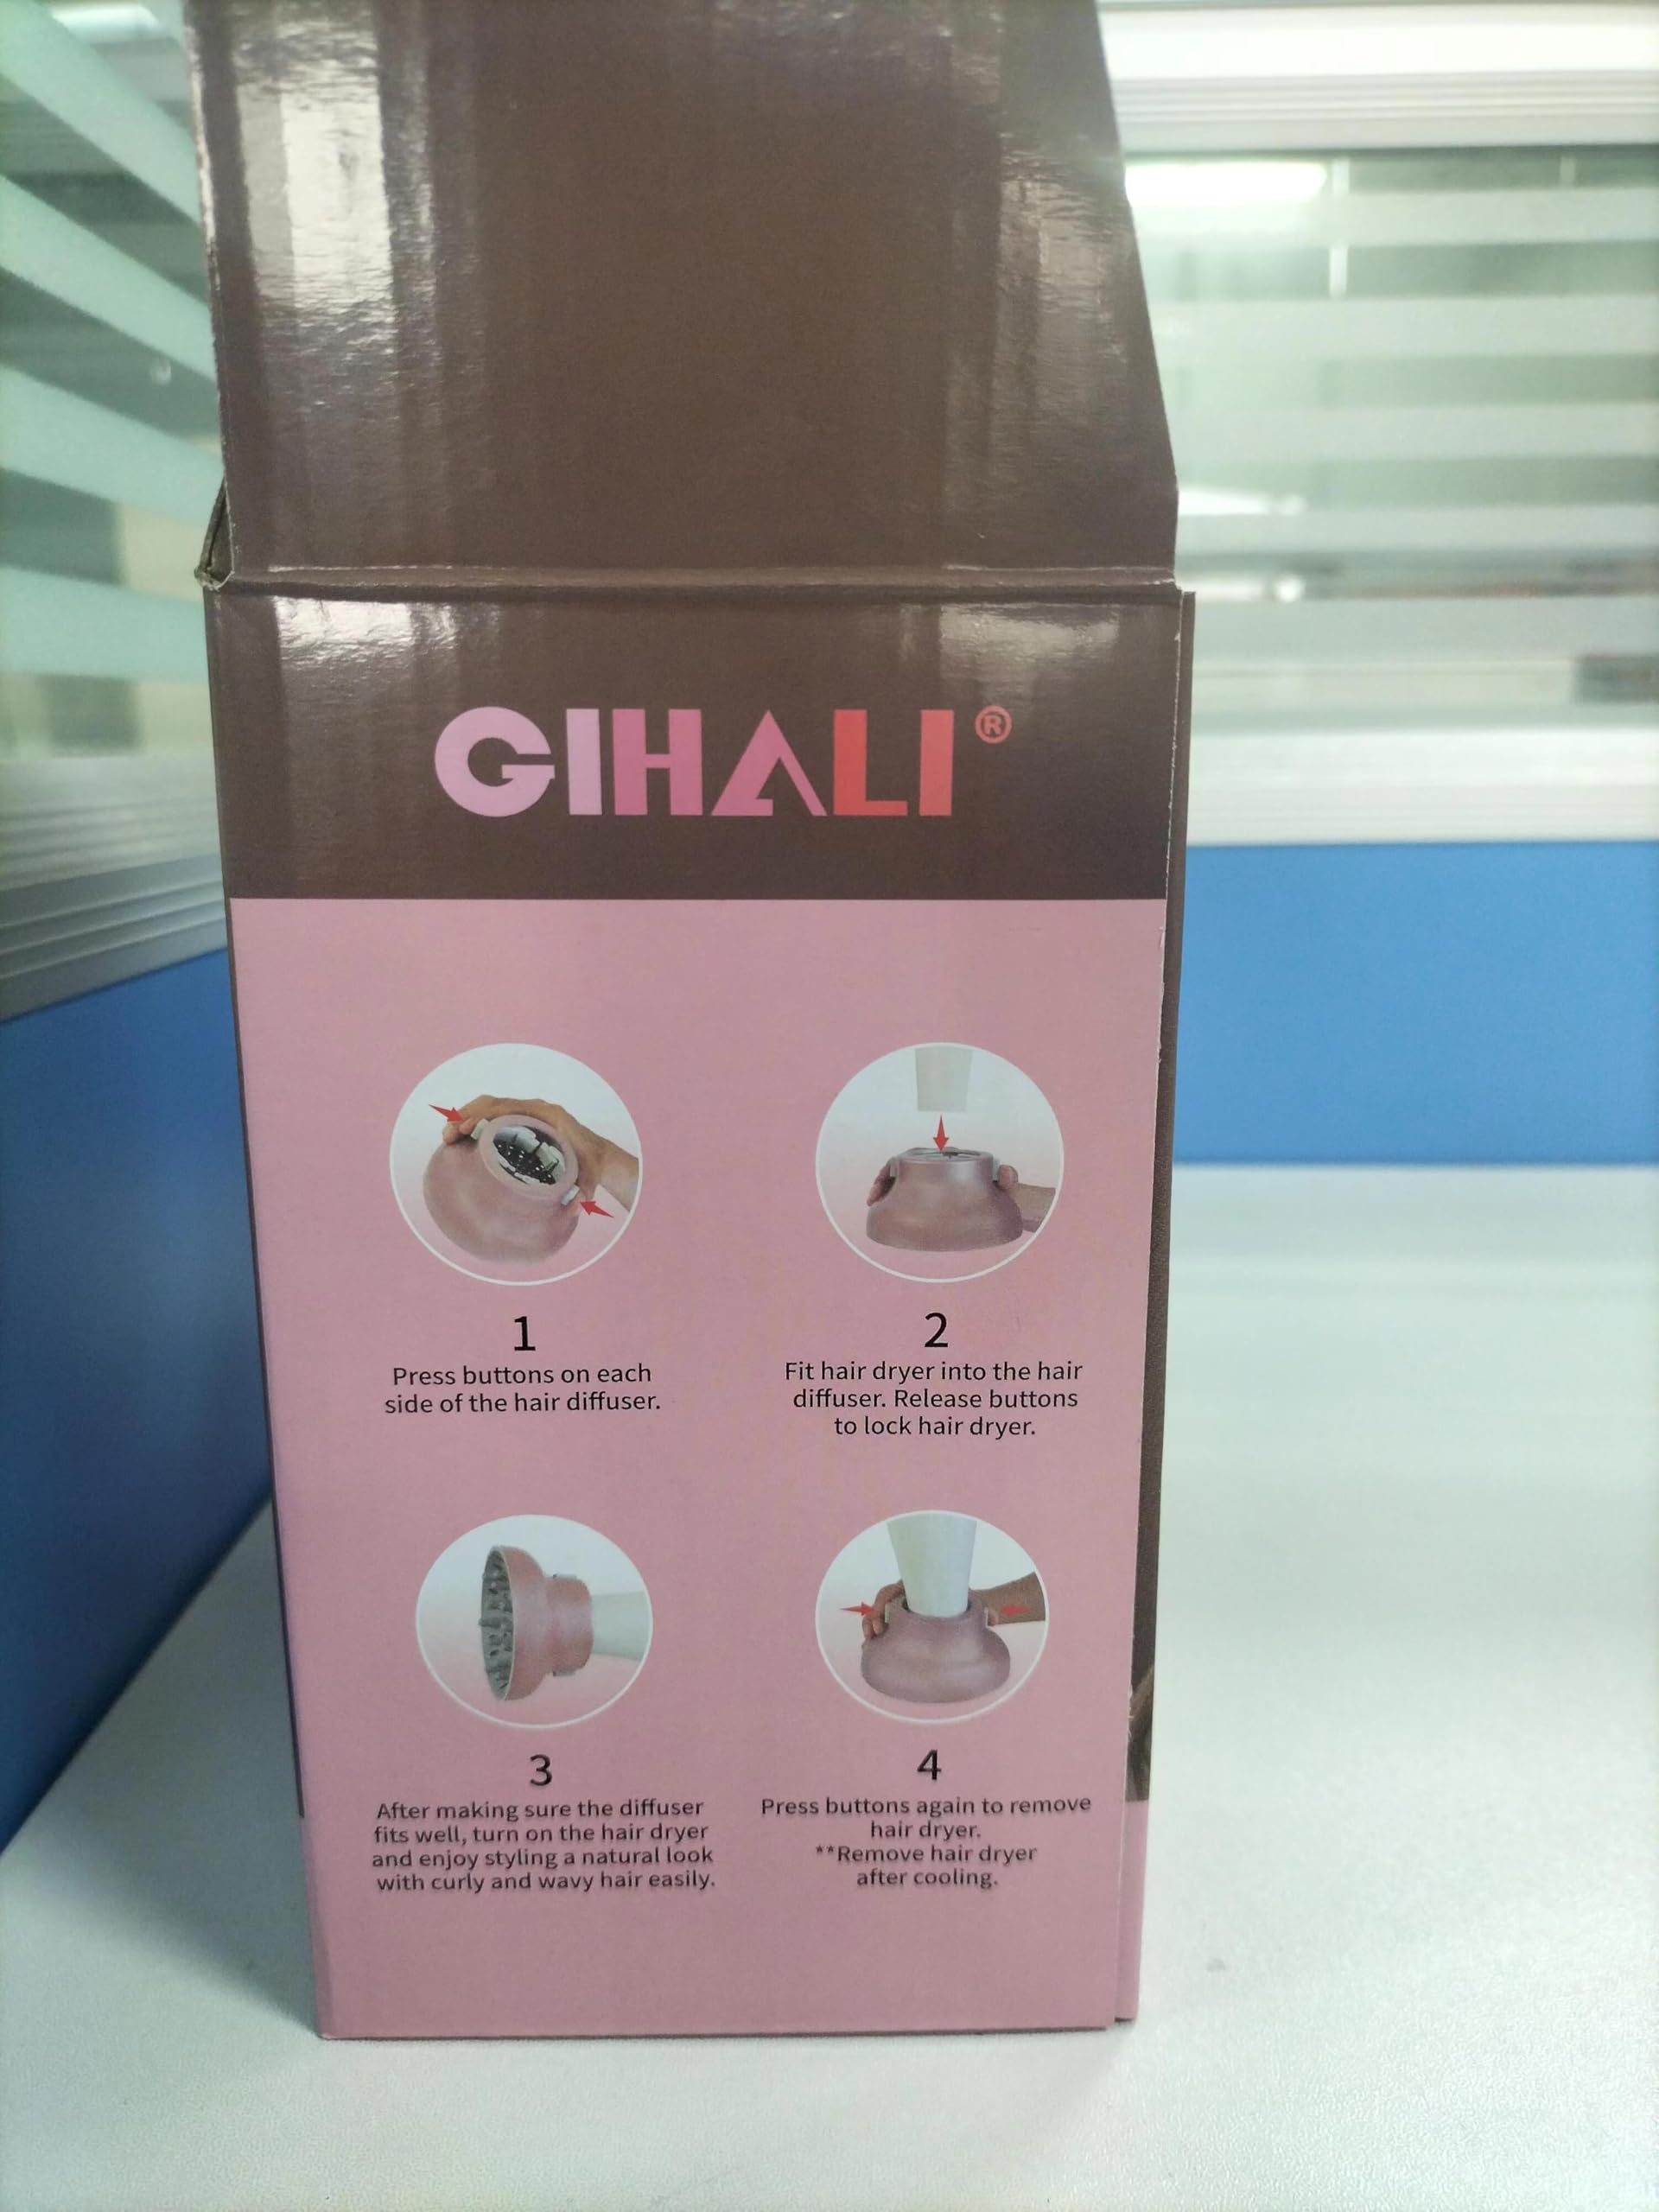 GIHALI®
1
Press buttons on each
side of the hair diffuser.
2
Fit hair dryer into the hair
diffuser. Release buttons
to lock hair dryer.
3
After making sure the diffuser
fits well, turn on the hair dryer
and enjoy styling a natural look
with curly and wavy hair easily.
4
Press buttons again to remove
hair dryer.
**Remove hair dryer
after cooling.